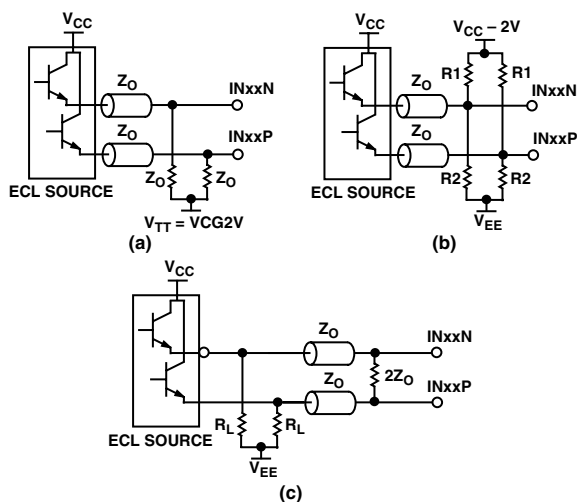 VCC
ZO
INxxN
ZO
INxxP
ZO
ZO
ECL SOURCE
VTT = VCG2V
(a)
VCC – 2V
VCC
R1
R1
ZO
INxxN
ZO
INxxP
R2
R2
ECL SOURCE
VEE
(b)
VCC
ZO
INxxN
2ZO
ZO
INxxP
RL
RL
ECL SOURCE
VEE
(c)